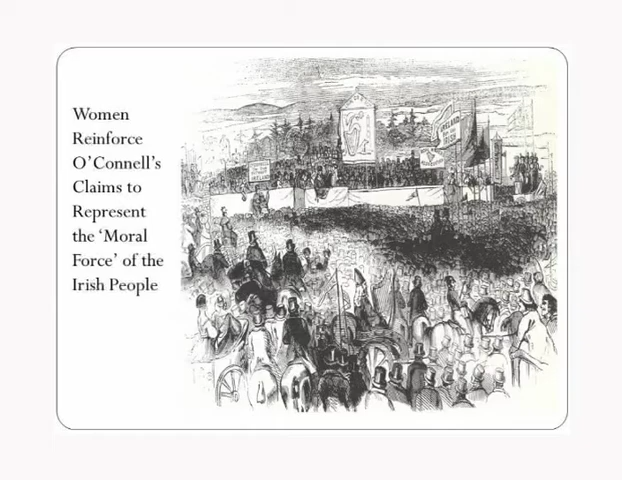 Women
Reinforce
O'Connell's
Claims to
Represent
the 'Moral
Force' of the
Irish People